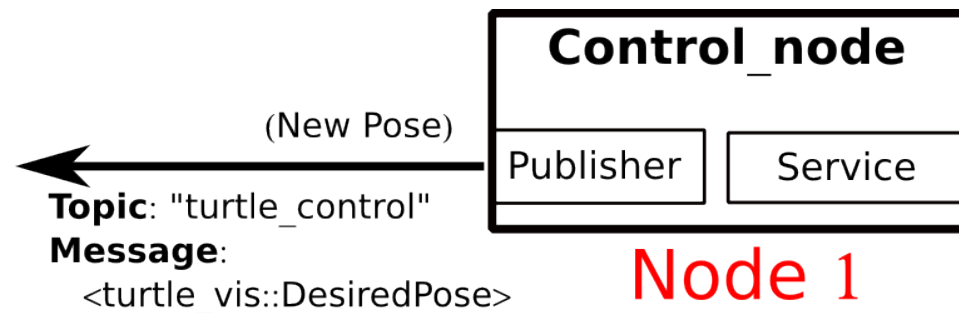 Control_node
(New Pose)
Publisher
Service
Topic: "turtle_control"
Message:
<turtle_vis::DesiredPose>
Node 1